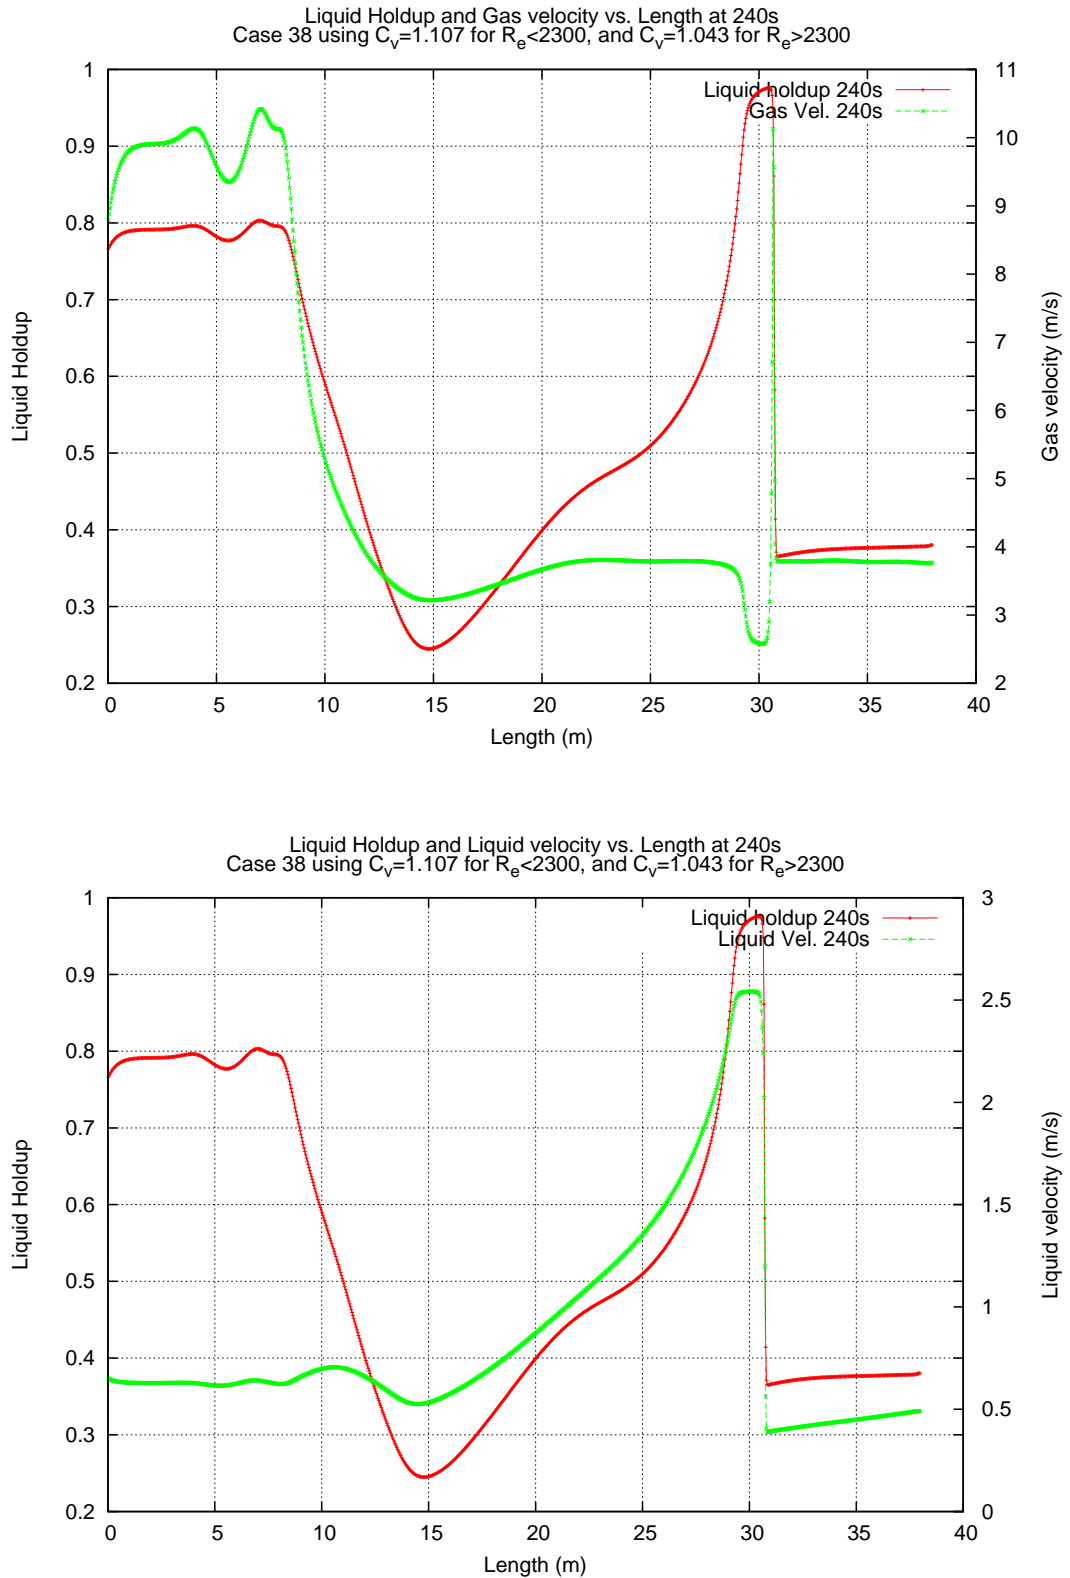 Liquid Holdup and Gas velocity vs. Length at 240s
Case 38 using Cv=1.107 for Re<2300, and Cv=1.043 for Re>2300
Liquid holdup 240s
Gas Vel. 240s
1
0.9
0.8
0.7
0.6
0.5
0.4
0.3
0.2
Liquid Holdup
11
10
9
8
7
6
5
4
3
2
Gas velocity (m/s)
0 5 10 15 20 25 30 35 40
Length (m)
Liquid Holdup and Liquid velocity vs. Length at 240s
Case 38 using Cv=1.107 for Re<2300, and Cv=1.043 for Re>2300
Liquid holdup 240s
Liquid Vel. 240s
1
0.9
0.8
0.7
0.6
0.5
0.4
0.3
0.2
Liquid Holdup
3
2.5
2
1.5
1
0.5
0
Liquid velocity (m/s)
0 5 10 15 20 25 30 35 40
Length (m)